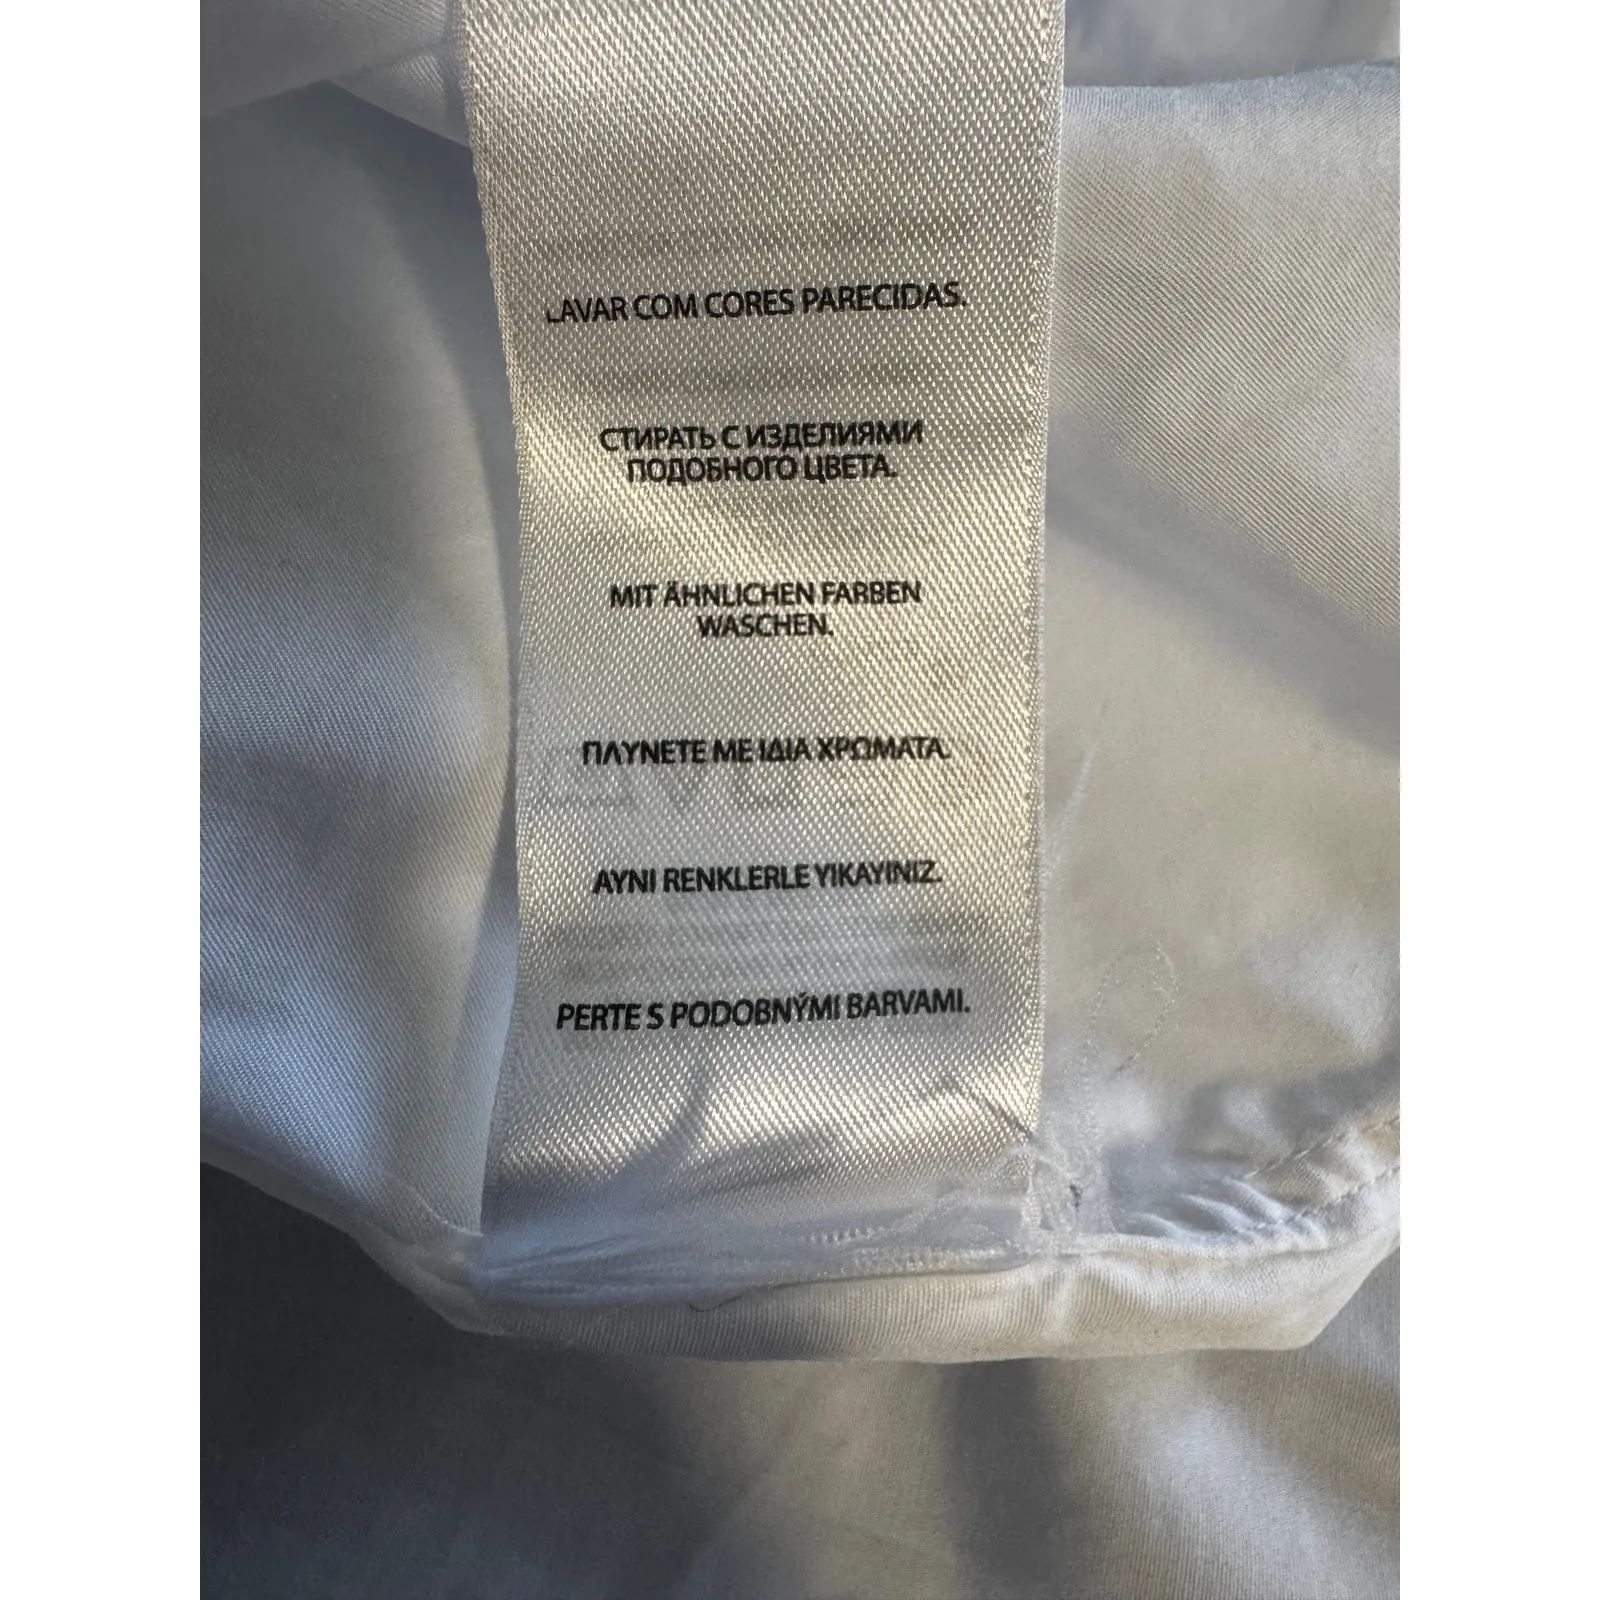 LAVAR COM CORES PARECIDAS.
СТИРАТЬ С ИЗДЕЛИЯМИ
ПОДОБНОГО ЦВЕТА.
MIT ÄHNLICHEN FARBEN
WASCHEN.
ΠΛΥΝΕΤΕ ΜΕ ΙΔΙΑ ΧΡΩΜΑΤΑ.
AYNI RENKLERLE YIKAYINIZ.
PERTE S PODOBNÝMI BARVAMI.